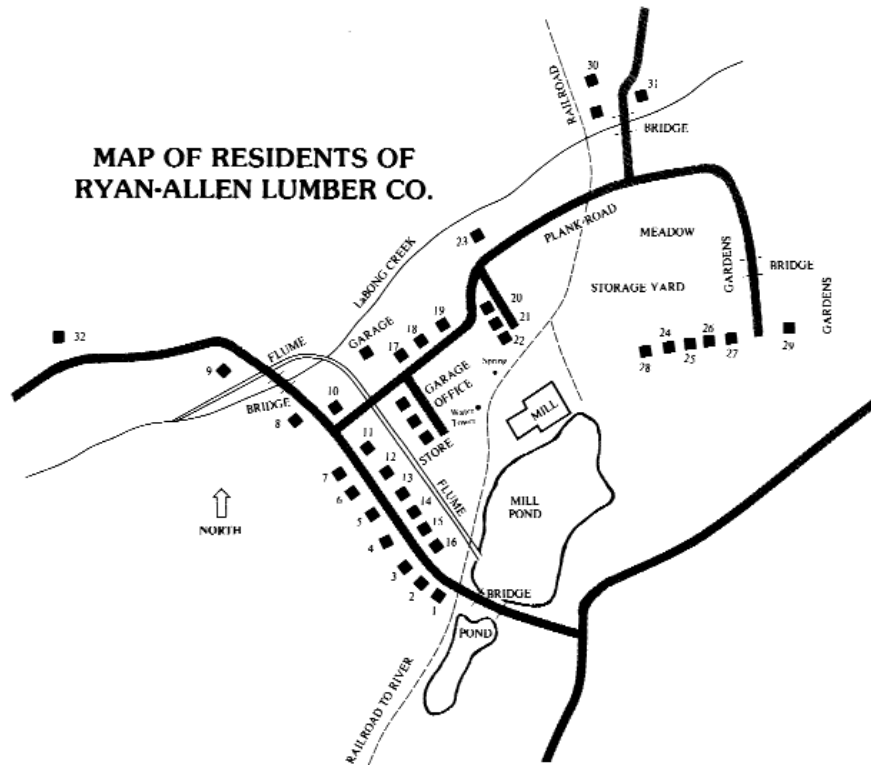 MAP OF RESIDENTS OF
RYAN-ALLEN LUMBER CO.
30
31
RAILROAD
BRIDGE
PLANK-ROAD
MEADOW
23
LaBONG CREEK
GARDENS
BRIDGE
GARDENS
STORAGE YARD
20
21
22
19
18
17
GARAGE
32
FLUME
9
24
26
25
27
28
29
Spring
GARAGE
OFFICE
10
BRIDGE
8
Water
Tower
MILL
STORE
11
12
13
14
15
16
FLUME
7
6
5
4
3
2
1
MILL
POND
NORTH
BRIDGE
POND
RAILROAD TO RIVER